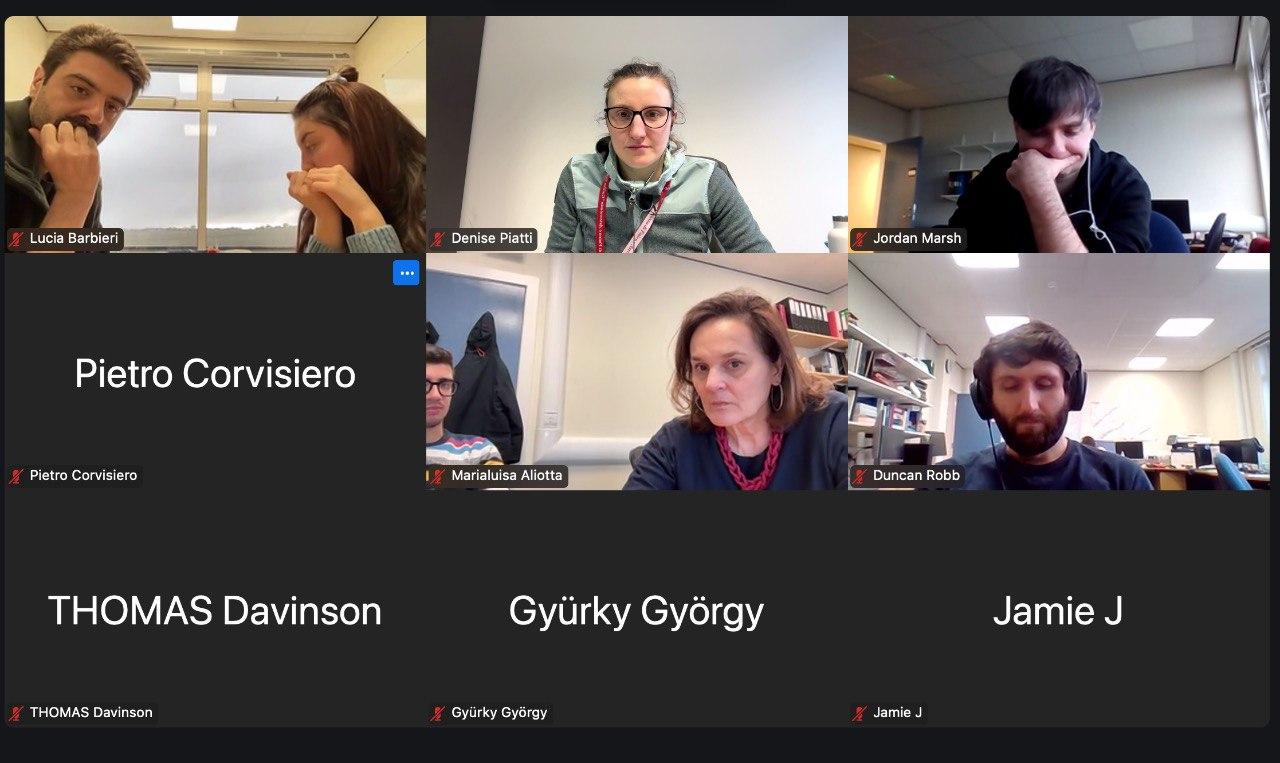 Lucia Barbieri
Denise Piatti
Jordan Marsh
Pietro Corvisiero
Pietro Corvisiero
Marialuisa Aliotta
Duncan Robb
THOMAS Davinson
Gyürky György
Jamie J
THOMAS Davinson
Gyürky György
Jamie J